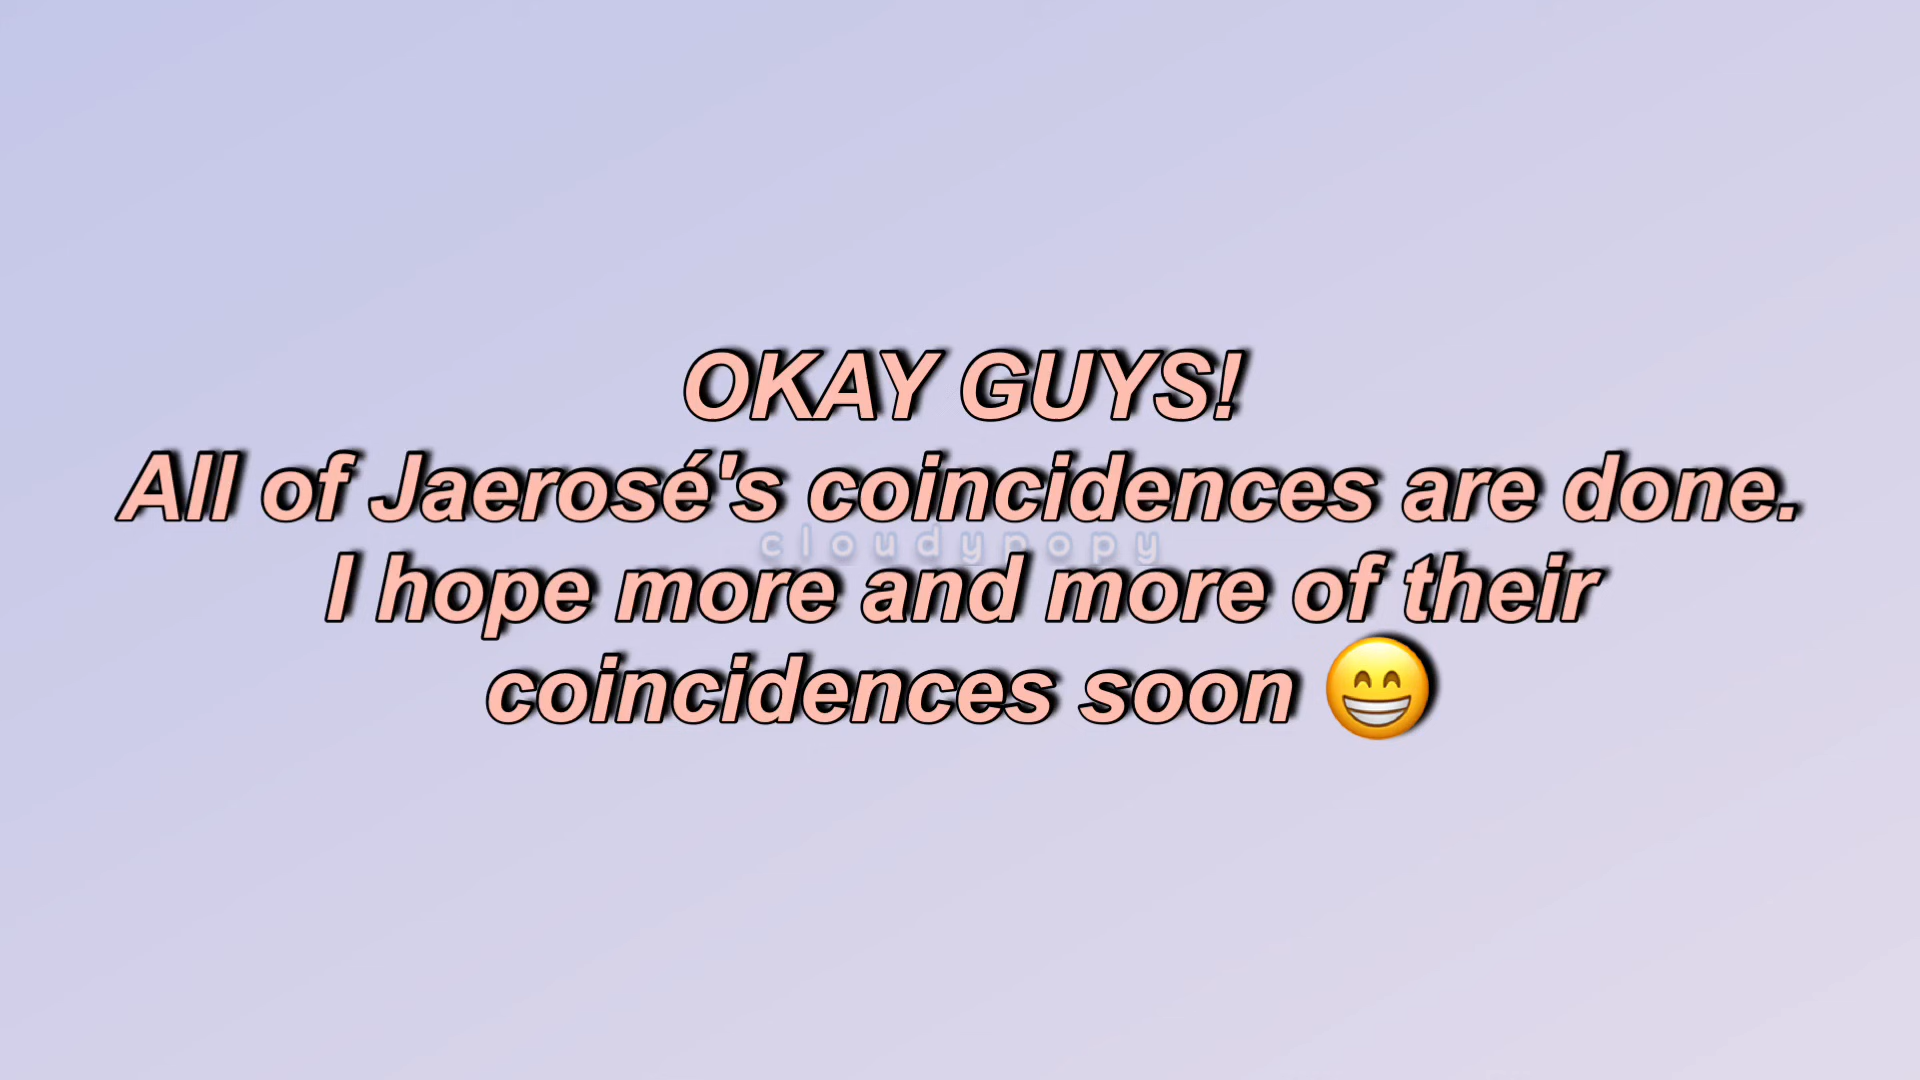 OKAY GUYS!
All of Jaerosé's coincidences are done.
cloudypopy
I hope more and more of their
coincidences soon 😁